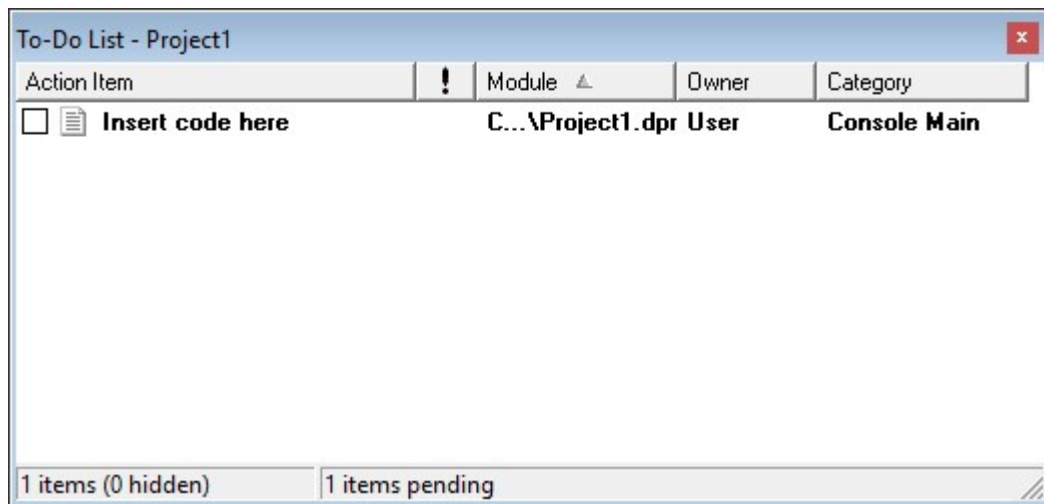 To-Do List - Project1
x
Action Item ! Module Owner Category
Insert code here C...\Project1.dpr User Console Main
1 items (0 hidden) 1 items pending